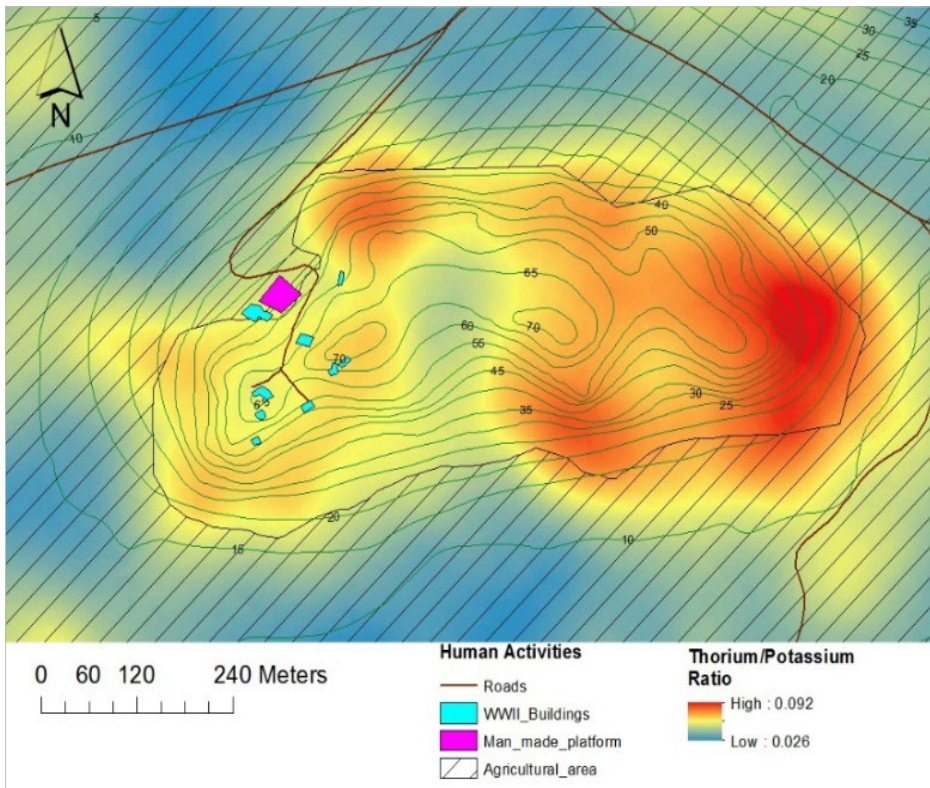 5
35
30
25
20
10
N
40
50
65
70
60
55
70
45
30
35
25
65
20
15
10
0 60 120 240 Meters
Human Activities
Roads
WWII_Buildings
Man_made_platform
Agricultural_area
Thorium/Potassium
Ratio
High : 0.092
Low : 0.026